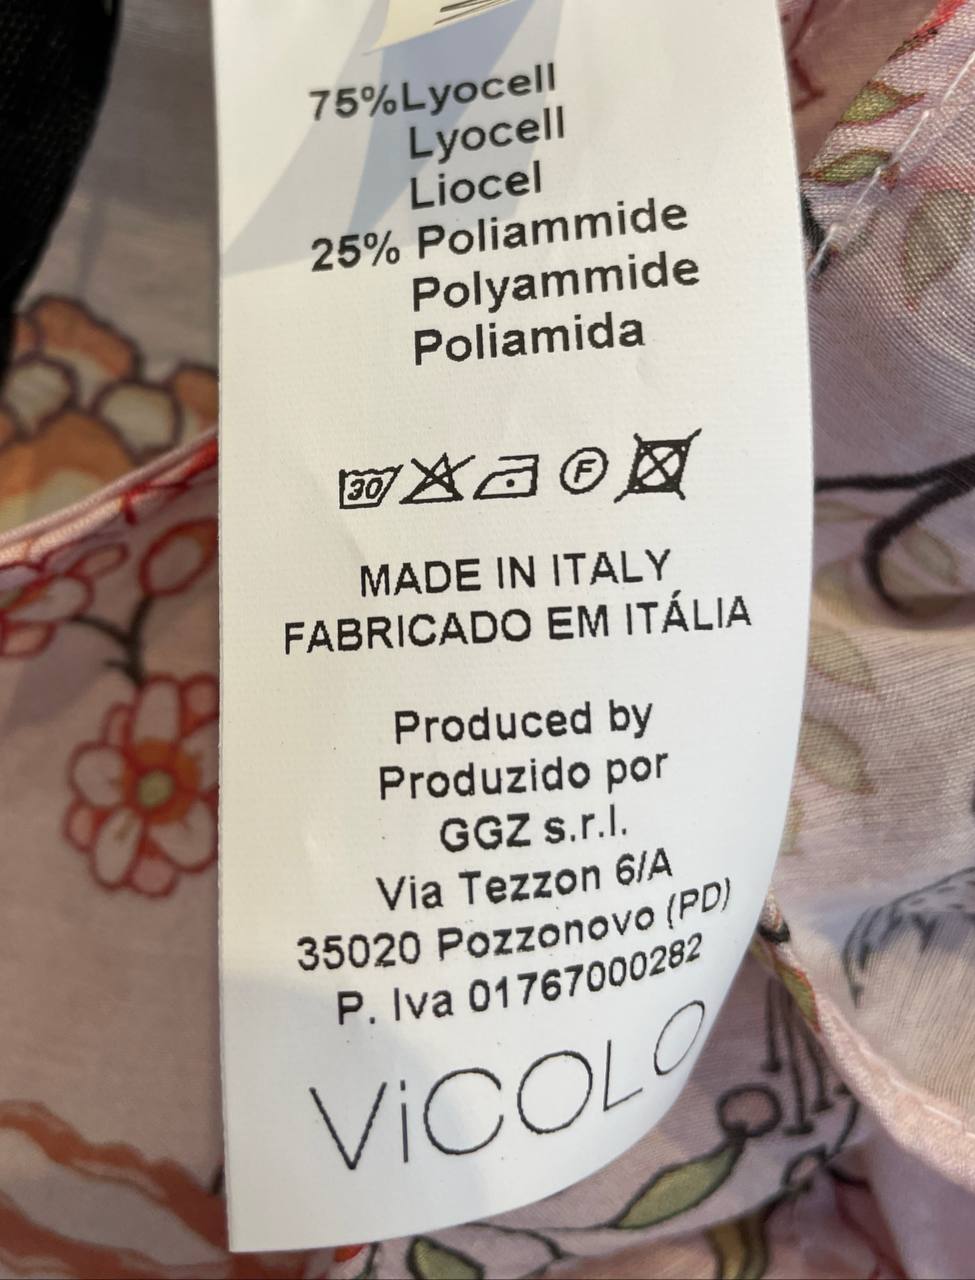 75%Lyocell
Lyocell
Liocel
25% Poliammide
Polyammide
Poliamida
30 F
MADE IN ITALY
FABRICADO EM ITÁLIA
Produced by
Produzido por
GGZ s.r.l.
Via Tezzon 6/A
35020 Pozzonovo (PD)
P. Iva 01767000282
ViCOLO